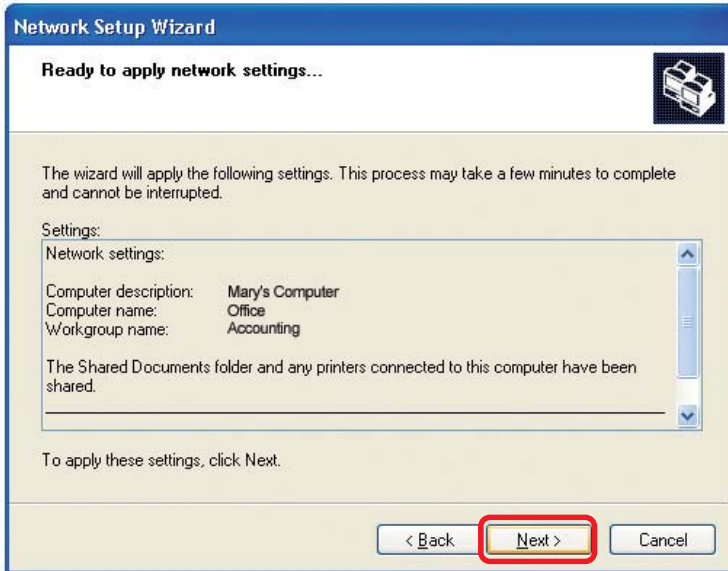 Network Setup Wizard
Ready to apply network settings...
The wizard will apply the following settings. This process may take a few minutes to complete
and cannot be interrupted.
Settings:
Network settings:
Computer description: Mary's Computer
Computer name: Office
Workgroup name: Accounting
The Shared Documents folder and any printers connected to this computer have been
shared.
To apply these settings, click Next.
< Back Next > Cancel